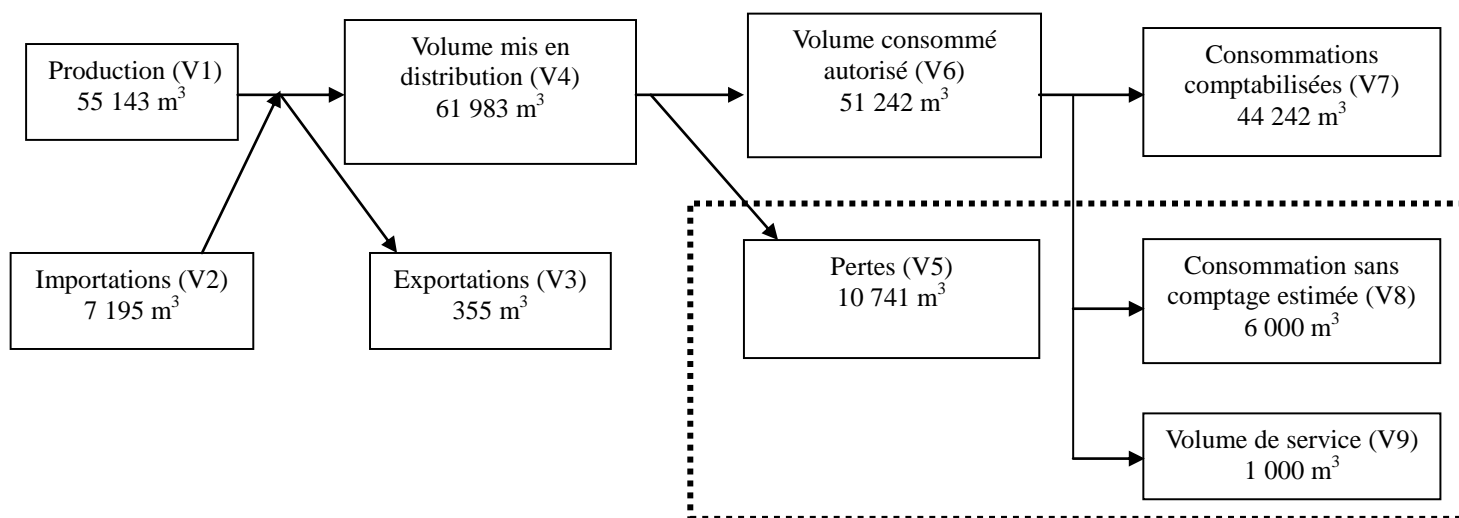 Production (V1)
55 143 m³
Volume mis en
distribution (V4)
61 983 m³
Volume consommé
autorisé (V6)
51 242 m³
Consommations
comptabilisées (V7)
44 242 m³
Importations (V2)
7 195 m³
Exportations (V3)
355 m³
Pertes (V5)
10 741 m³
Consommation sans
comptage estimée (V8)
6 000 m³
Volume de service (V9)
1 000 m³